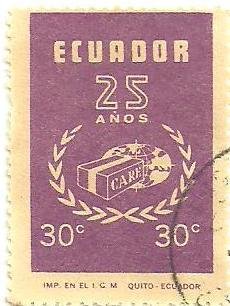 ECUADOR
25
AÑOS
CARE
30c 30c
IMP. EN EL I. G. M QUITO-ECUADOR